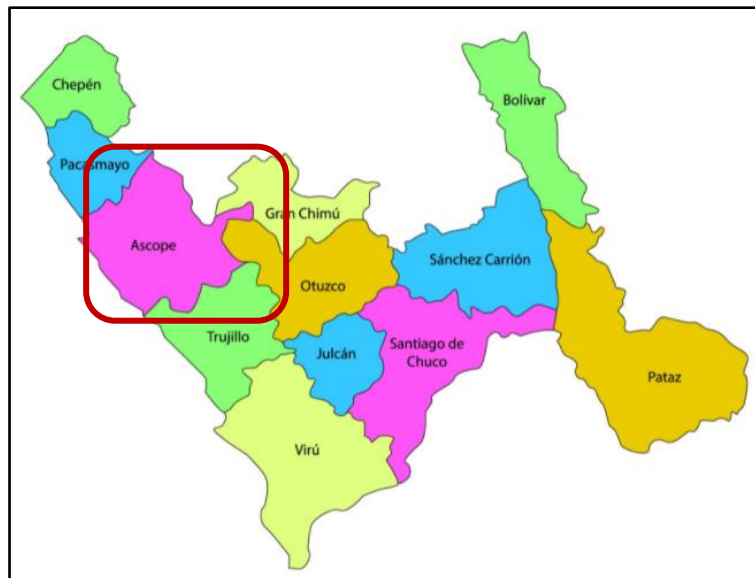 Chepén
Bolívar
Pacasmayo
Gran Chimú
Ascope
Sánchez Carrión
Otuzco
Trujillo
Julcán
Santiago de
Chuco
Pataz
Virú